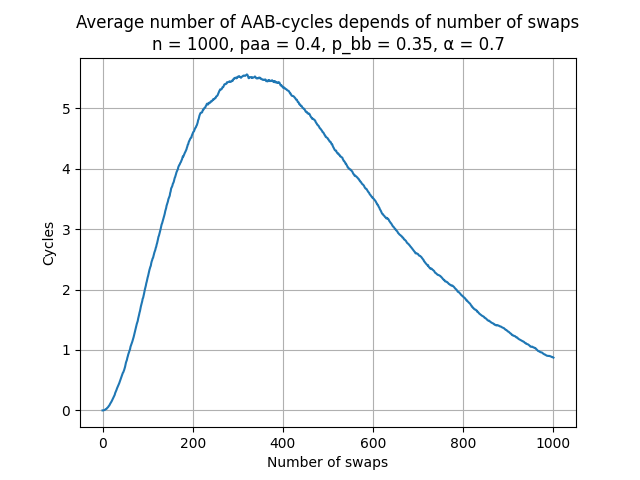 Average number of AAB-cycles depends of number of swaps
n = 1000, paa = 0.4, p_bb = 0.35, α = 0.7
5
4
3
2
1
0
Cycles
0 200 400 600 800 1000
Number of swaps